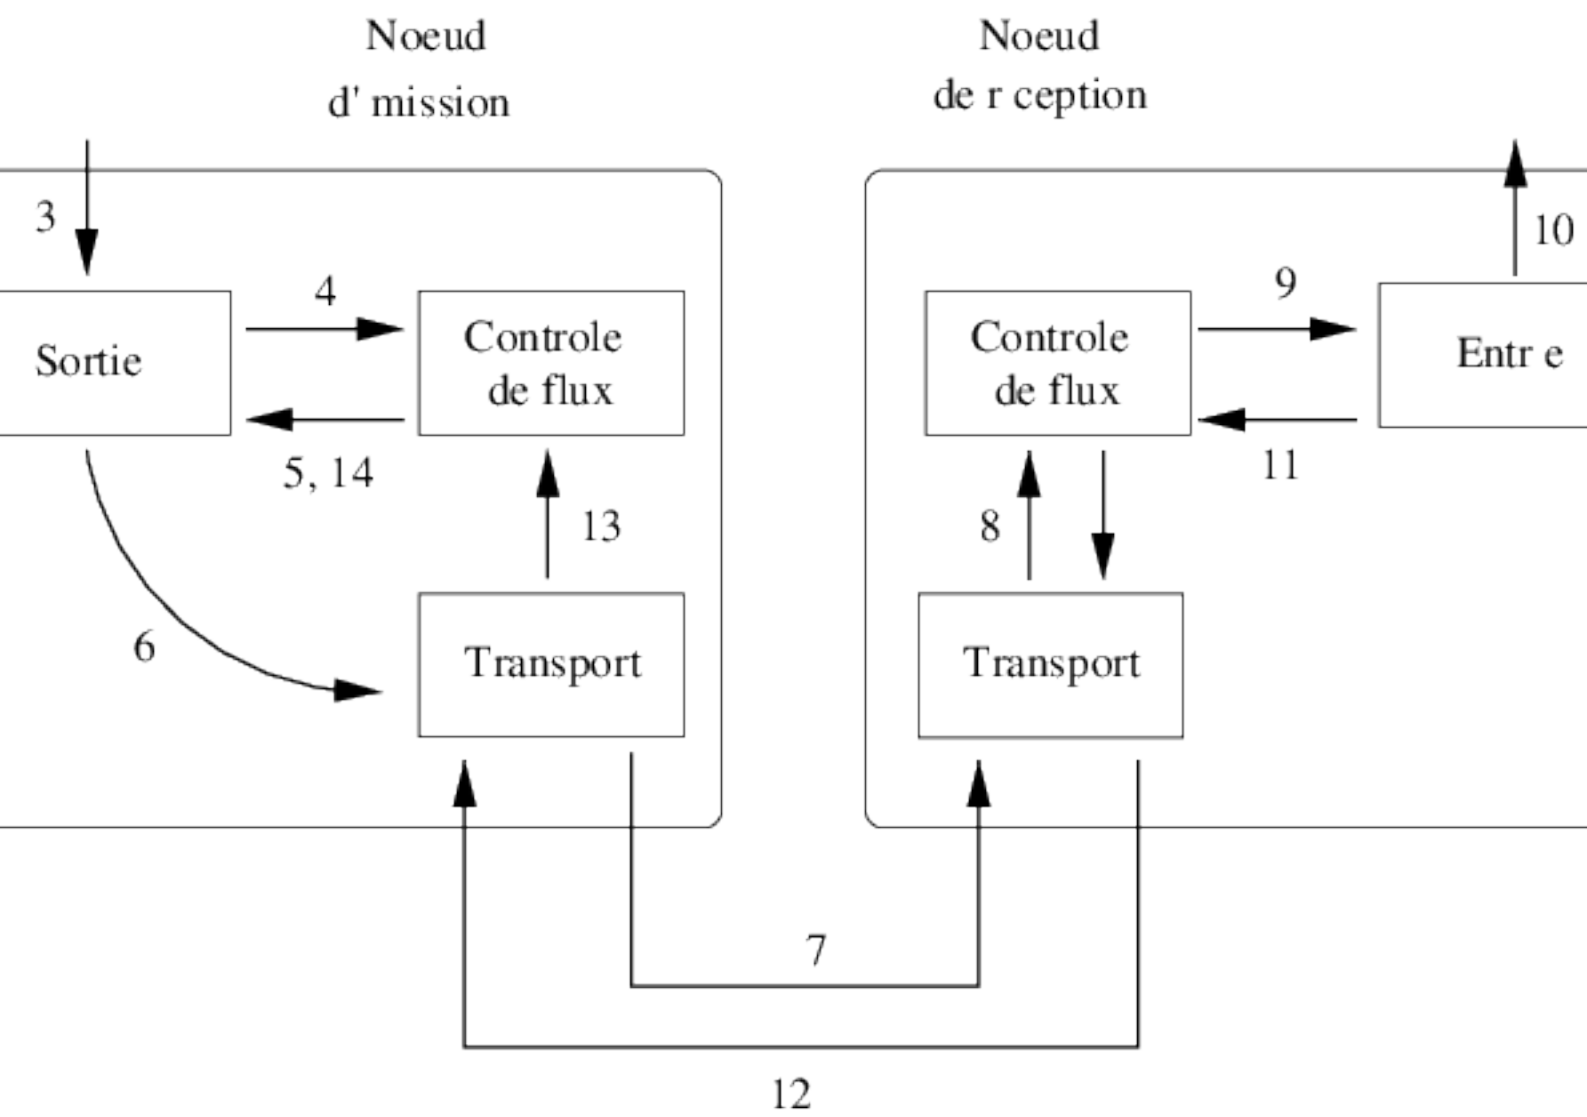 Noeud
d' mission
Noeud
de r ception
3
10
4
9
Sortie
Controle
de flux
Controle
de flux
Entr e
5, 14
11
13
8
6
Transport
Transport
7
12